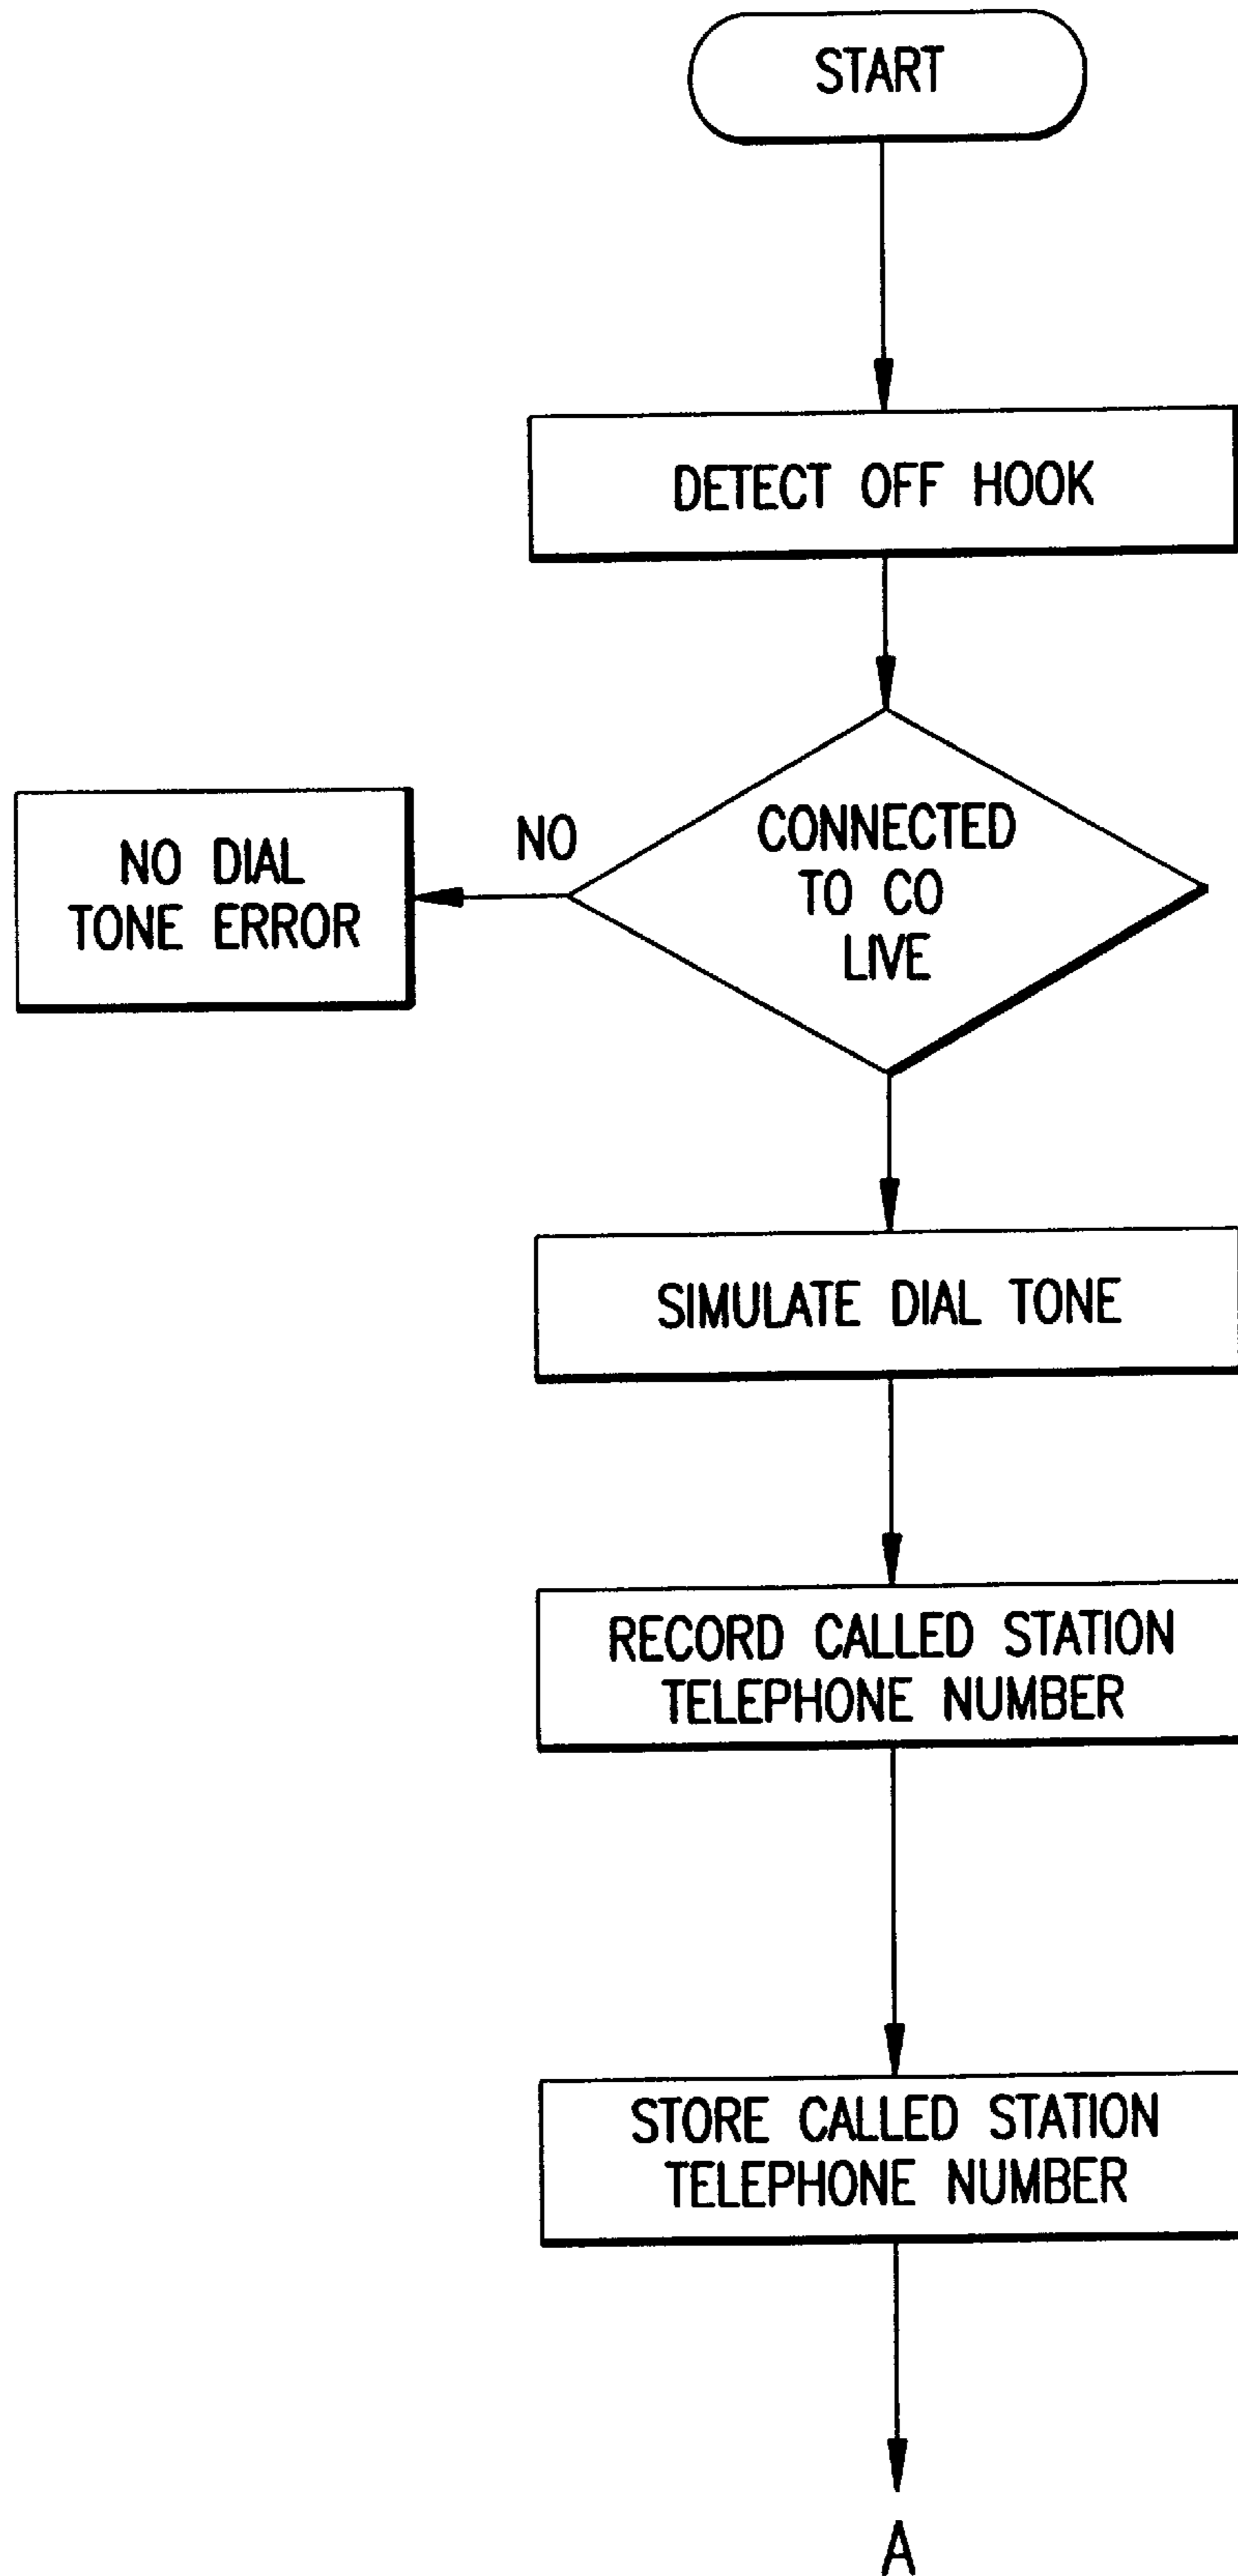 START
DETECT OFF HOOK
CONNECTED
TO CO
LIVE
NO
NO DIAL
TONE ERROR
SIMULATE DIAL TONE
RECORD CALLED STATION
TELEPHONE NUMBER
STORE CALLED STATION
TELEPHONE NUMBER
A